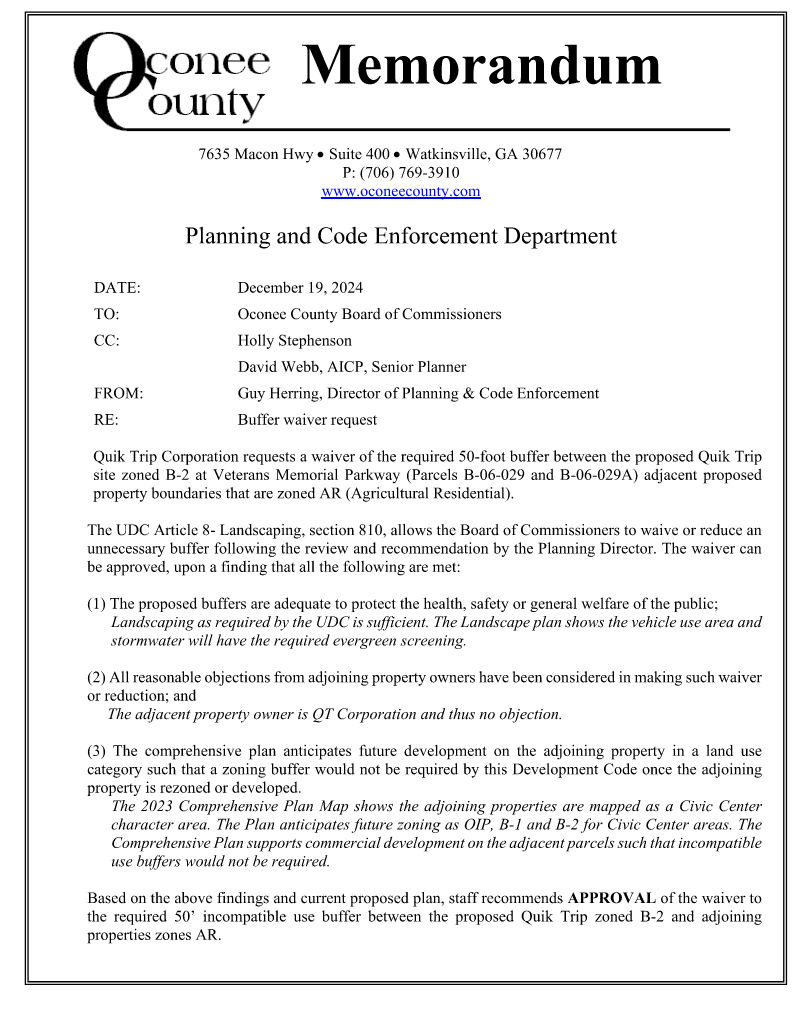 Oconee
County
Memorandum
7635 Macon Hwy • Suite 400 • Watkinsville, GA 30677
P: (706) 769-3910
www.oconeecounty.com
Planning and Code Enforcement Department
DATE: December 19, 2024
TO: Oconee County Board of Commissioners
CC: Holly Stephenson
David Webb, AICP, Senior Planner
FROM: Guy Herring, Director of Planning & Code Enforcement
RE: Buffer waiver request
Quik Trip Corporation requests a waiver of the required 50-foot buffer between the proposed Quik Trip
site zoned B-2 at Veterans Memorial Parkway (Parcels B-06-029 and B-06-029A) adjacent proposed
property boundaries that are zoned AR (Agricultural Residential).
The UDC Article 8- Landscaping, section 810, allows the Board of Commissioners to waive or reduce an
unnecessary buffer following the review and recommendation by the Planning Director. The waiver can
be approved, upon a finding that all the following are met:
(1) The proposed buffers are adequate to protect the health, safety or general welfare of the public;
Landscaping as required by the UDC is sufficient. The Landscape plan shows the vehicle use area and
stormwater will have the required evergreen screening.
(2) All reasonable objections from adjoining property owners have been considered in making such waiver
or reduction; and
The adjacent property owner is QT Corporation and thus no objection.
(3) The comprehensive plan anticipates future development on the adjoining property in a land use
category such that a zoning buffer would not be required by this Development Code once the adjoining
property is rezoned or developed.
The 2023 Comprehensive Plan Map shows the adjoining properties are mapped as a Civic Center
character area. The Plan anticipates future zoning as OIP, B-1 and B-2 for Civic Center areas. The
Comprehensive Plan supports commercial development on the adjacent parcels such that incompatible
use buffers would not be required.
Based on the above findings and current proposed plan, staff recommends APPROVAL of the waiver to
the required 50' incompatible use buffer between the proposed Quik Trip zoned B-2 and adjoining
properties zones AR.